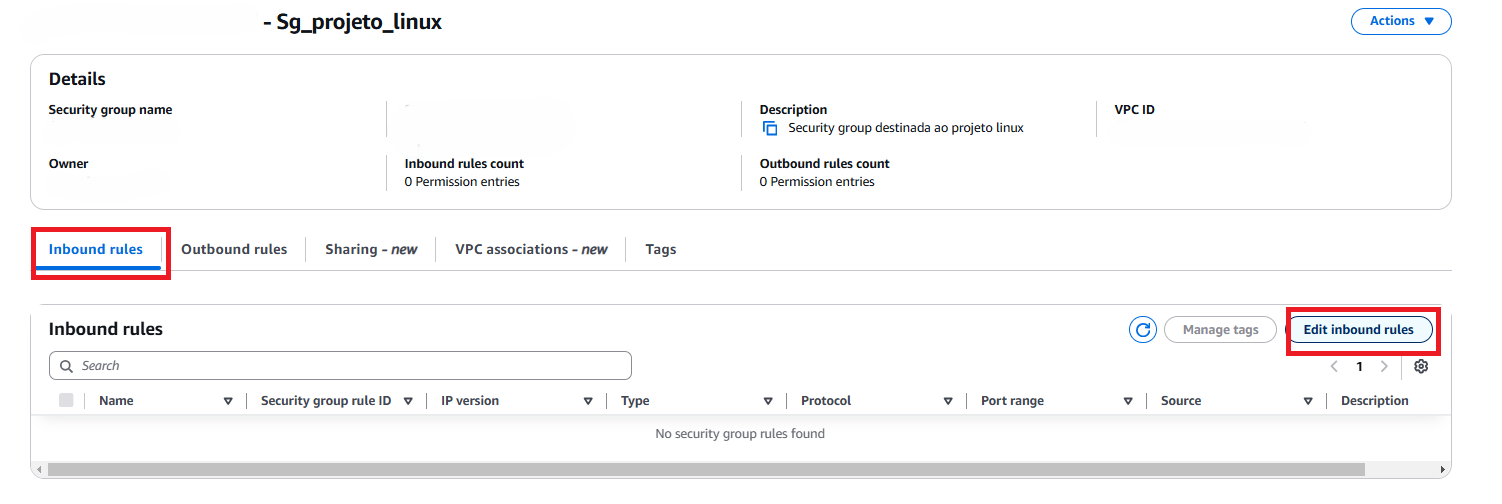 - Sg_projeto_linux
Actions
Details
Security group name
Description
Security group destinada ao projeto linux
VPC ID
Owner
Inbound rules count
0 Permission entries
Outbound rules count
0 Permission entries
Inbound rules
Outbound rules
Sharing - new
VPC associations - new
Tags
Inbound rules
Manage tags
Edit inbound rules
Search
1
Name
Security group rule ID
IP version
Type
Protocol
Port range
Source
Description
No security group rules found